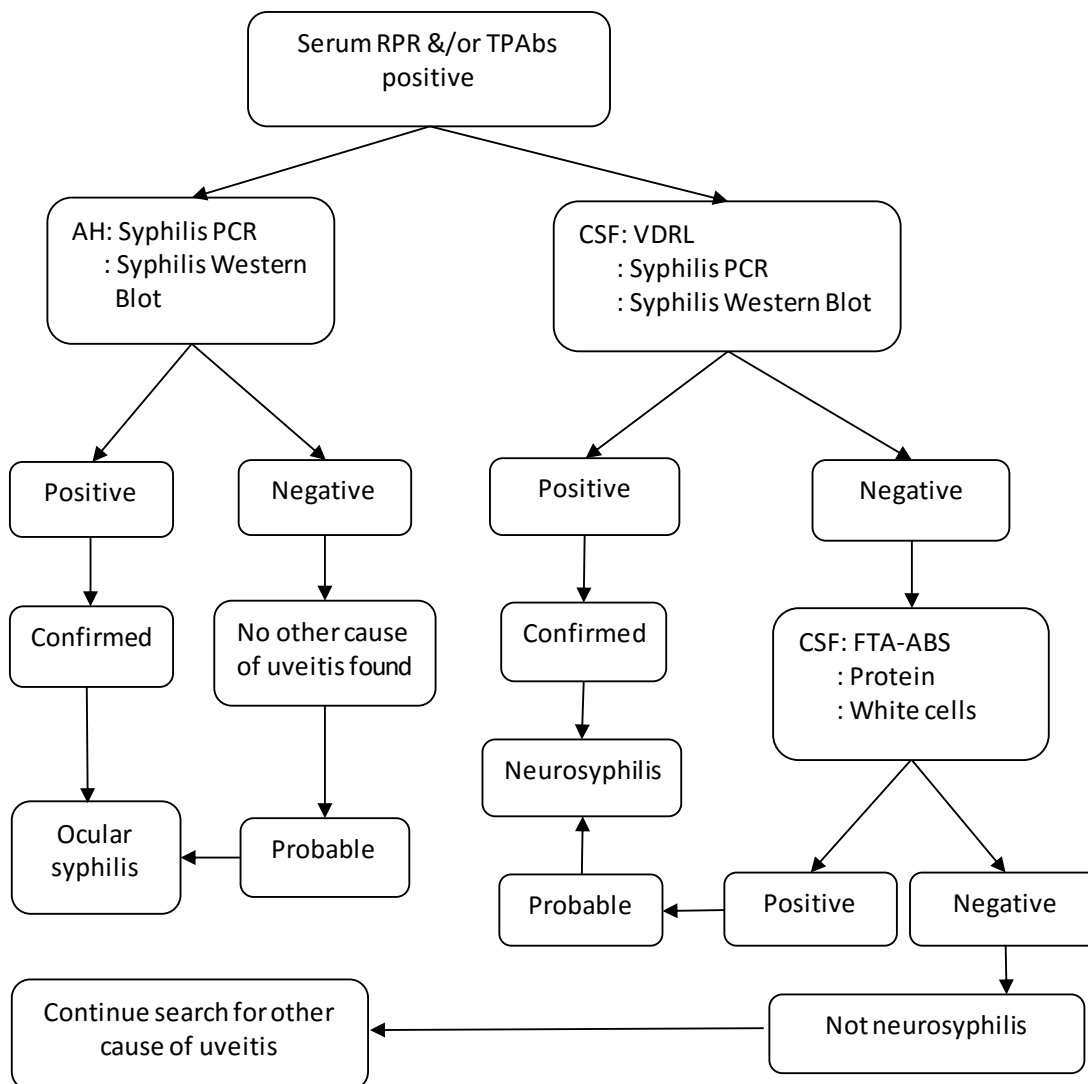 Serum RPR &/or TPAbs
positive
AH: Syphilis PCR
: Syphilis Western
Blot
CSF: VDRL
: Syphilis PCR
: Syphilis Western Blot
Positive
Negative
Positive
Negative
Confirmed
No other cause
of uveitis found
Confirmed
CSF: FTA-ABS
: Protein
: White cells
Neurosyphilis
Ocular
syphilis
Probable
Probable
Positive
Negative
Continue search for other
cause of uveitis
Not neurosyphilis